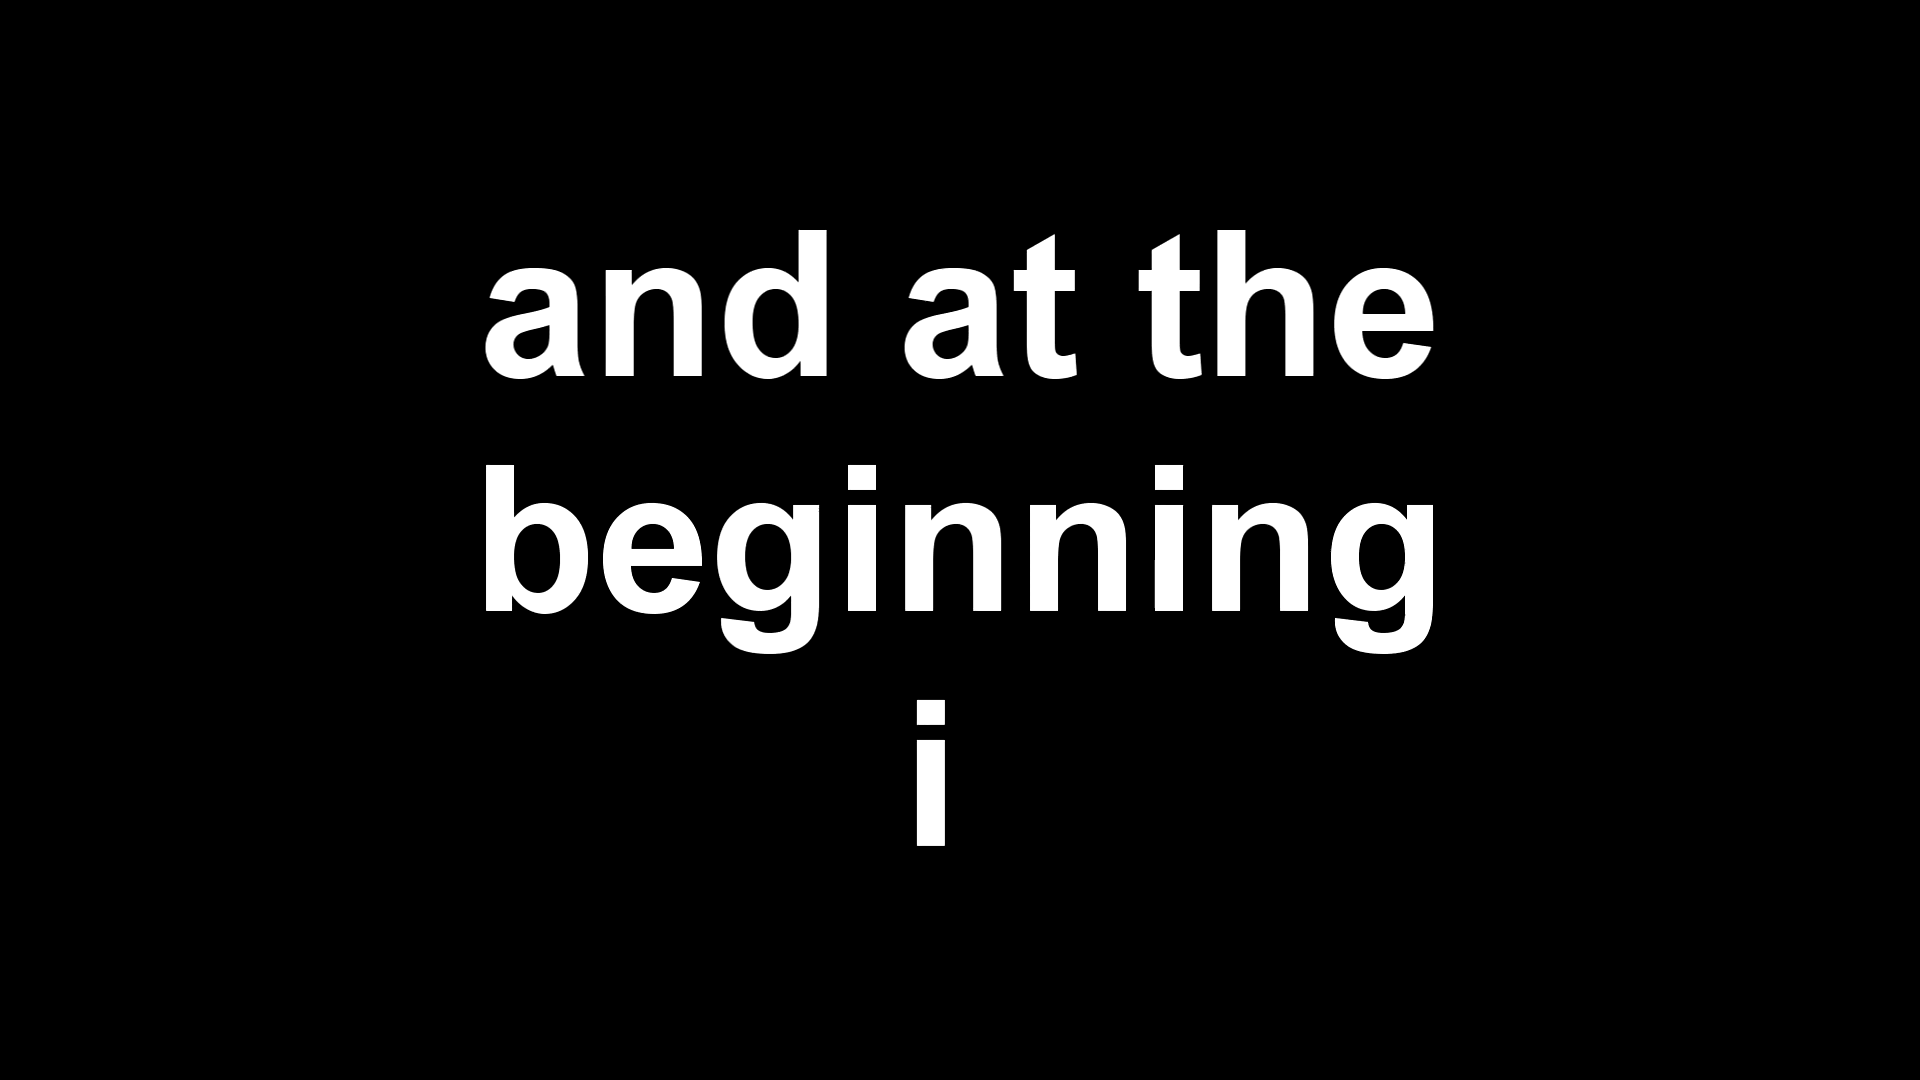 and at the
beginning
i